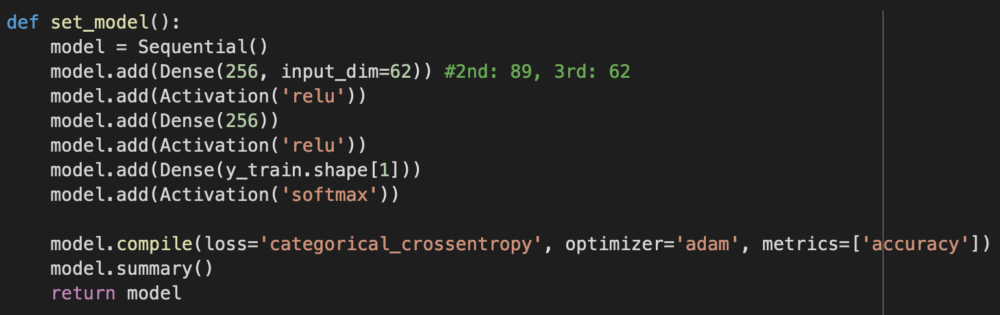 def set_model():
    model = Sequential()
    model.add(Dense(256, input_dim=62)) #2nd: 89, 3rd: 62
    model.add(Activation('relu'))
    model.add(Dense(256))
    model.add(Activation('relu'))
    model.add(Dense(y_train.shape[1]))
    model.add(Activation('softmax'))

    model.compile(loss='categorical_crossentropy', optimizer='adam', metrics=['accuracy'])
    model.summary()
    return model